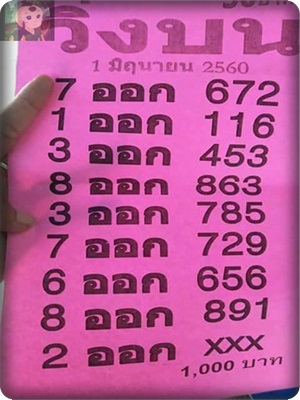 วิ่งบน
1 มิถุนายน 2560
7 ออก 672
1 ออก 116
3 ออก 453
8 ออก 863
3 ออก 785
7 ออก 729
6 ออก 656
8 ออก 891
2 ออก xxx
1,000 บาท